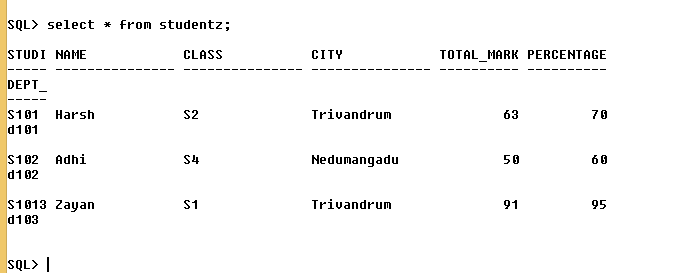 SQL> select * from studentz;
STUDI NAME CLASS CITY TOTAL_MARK PERCENTAGE
----- --------------- --------------- --------------- ---------- ----------
DEPT_
-----
S101 Harsh S2 Trivandrum 63 70
d101
S102 Adhi S4 Nedumangadu 50 60
d102
S1013 Zayan S1 Trivandrum 91 95
d103
SQL>